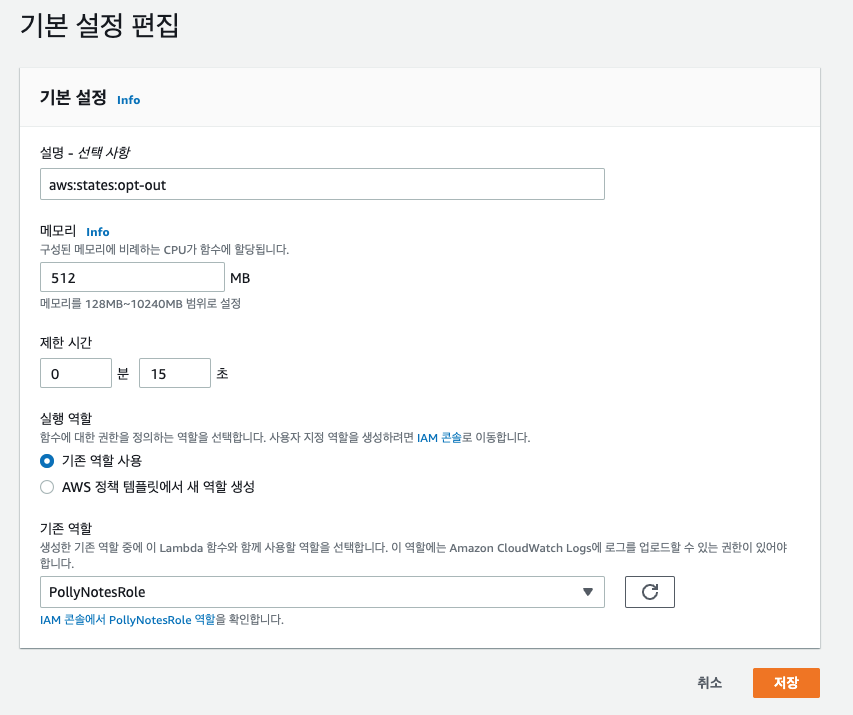 기본 설정 편집
기본 설정 Info
설명 - 선택 사항
aws:states:opt-out
메모리 Info
구성된 메모리에 비례하는 CPU가 함수에 할당됩니다.
512 MB
메모리를 128MB~10240MB 범위로 설정
제한 시간
0 분 15 초
실행 역할
함수에 대한 권한을 정의하는 역할을 선택합니다. 사용자 지정 역할을 생성하려면 IAM 콘솔로 이동합니다.
기존 역할 사용
AWS 정책 템플릿에서 새 역할 생성
기존 역할
생성한 기존 역할 중에 이 Lambda 함수와 함께 사용할 역할을 선택합니다. 이 역할에는 Amazon CloudWatch Logs에 로그를 업로드할 수 있는 권한이 있어야
합니다.
PollyNotesRole
IAM 콘솔에서 PollyNotesRole 역할을 확인합니다.
취소 저장